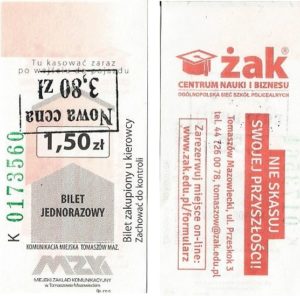 Tu kasować zaraz
po wejściu do pojazdu
Nowa cena
3,80 zł
1,50 zł
K 0173560
BILET
JEDNORAZOWY
Bilet zakupiony u kierowcy
Zachować do kontroli
KOMUNIKACJA MIEJSKA TOMASZÓW MAZ.
MZK
MIEJSKI ZAKŁAD KOMUNIKACYJNY
w Tomaszowie Mazowieckim
Sp. z o.o.
żak®
CENTRUM NAUKI I BIZNESU
OGÓLNOPOLSKA SIEĆ SZKÓŁ POLICEALNYCH
NIE SKASUJ
SWOJEJ PRZYSZŁOŚCI!
Tomaszów Mazowiecki, ul. Przeskok 3
tel. 44 726 00 78, tomaszow@zak.edu.pl
Zarezerwuj miejsce on-line:
www.zak.edu.pl/formularz